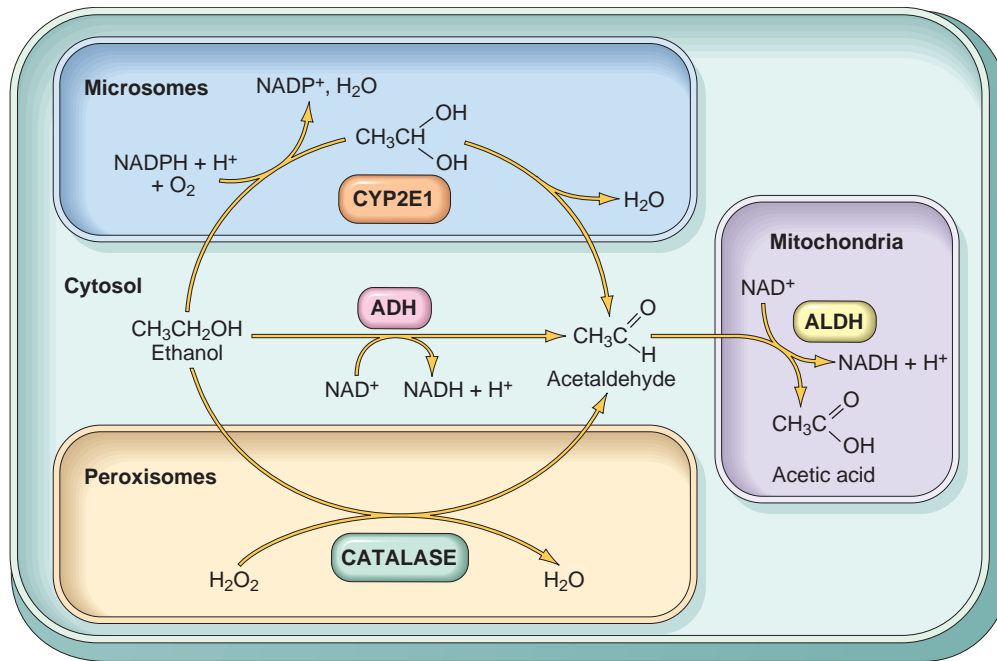 Microsomes
NADP⁺, H₂O
OH
CH₃CH
OH
NADPH + H⁺
+ O₂
CYP2E1
H₂O
Mitochondria
Cytosol
NAD⁺
ADH
ALDH
CH₃CH₂OH
Ethanol
O
CH₃C
H
Acetaldehyde
NAD⁺
NADH + H⁺
NADH + H⁺
O
CH₃C
OH
Acetic acid
Peroxisomes
CATALASE
H₂O₂
H₂O